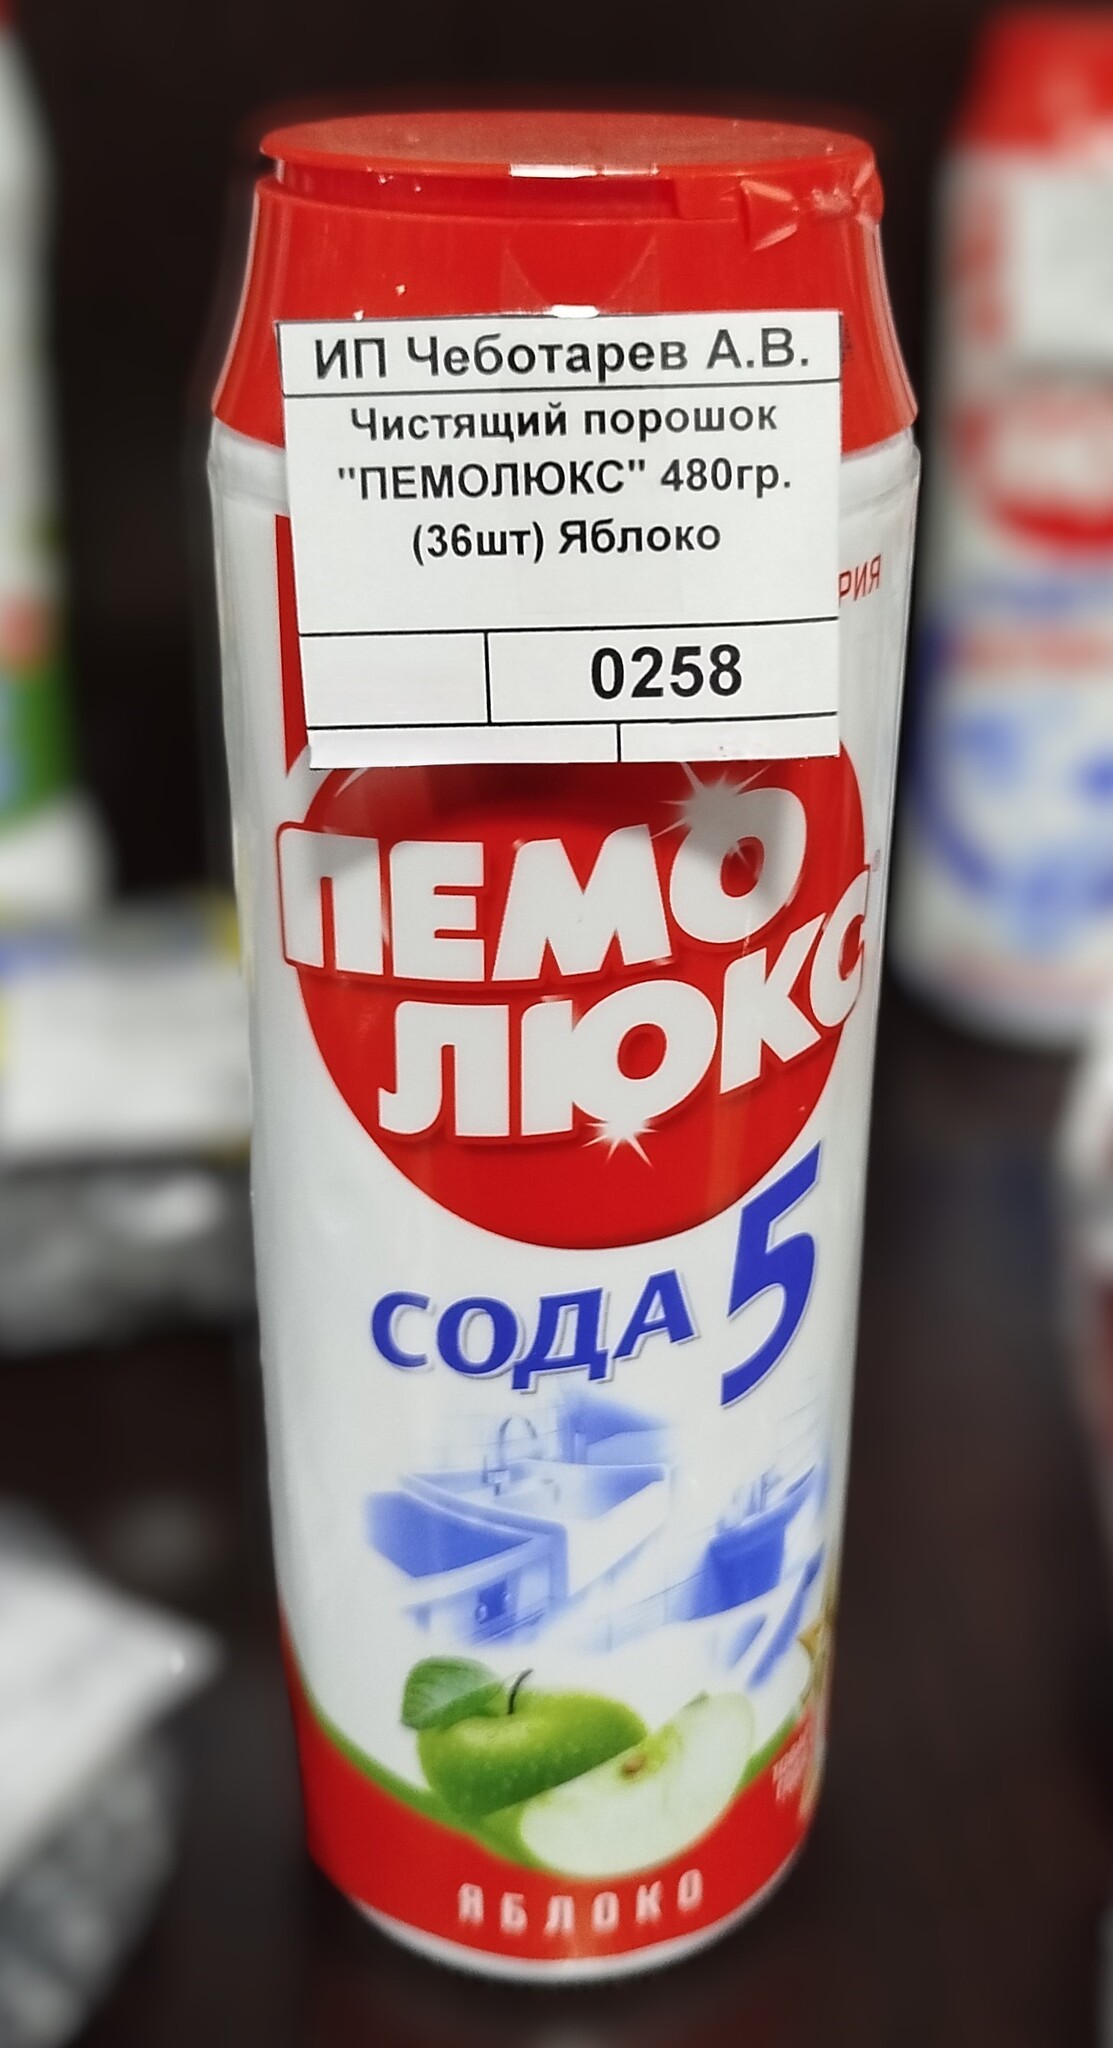 ИП Чеботарев А.В.
Чистящий порошок
"ПЕМОЛЮКС" 480гр.
(36шт) Яблоко
0258
ПЕМО
ЛЮКС
СОДА 5
ЯБЛОКО